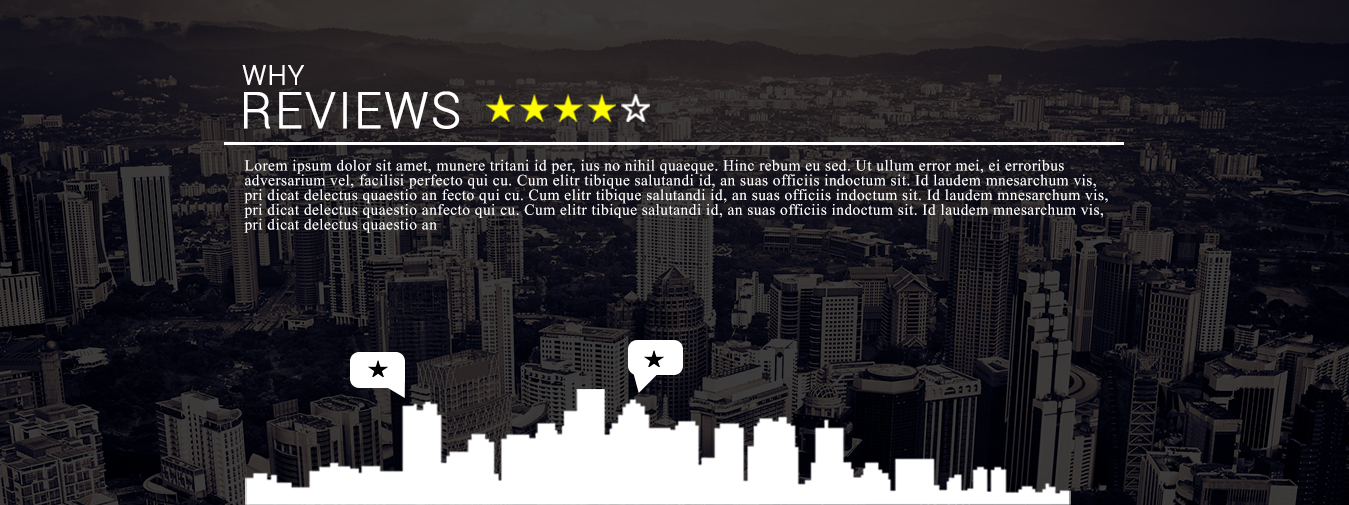 WHY
REVIEWS
Lorem ipsum dolor sit amet, munere tritani id per, ius no nihil quaeque. Hinc rebum eu sed. Ut ullum error mei, ei erroribus
adversarium vel, facilisi perfecto qui cu. Cum elitr tibique salutandi id, an suas officiis indoctum sit. Id laudem mnesarchum vis,
pri dicat delectus quaestio an fecto qui cu. Cum elitr tibique salutandi id, an suas officiis indoctum sit. Id laudem mnesarchum vis,
pri dicat delectus quaestio anfecto qui cu. Cum elitr tibique salutandi id, an suas officiis indoctum sit. Id laudem mnesarchum vis,
pri dicat delectus quaestio an